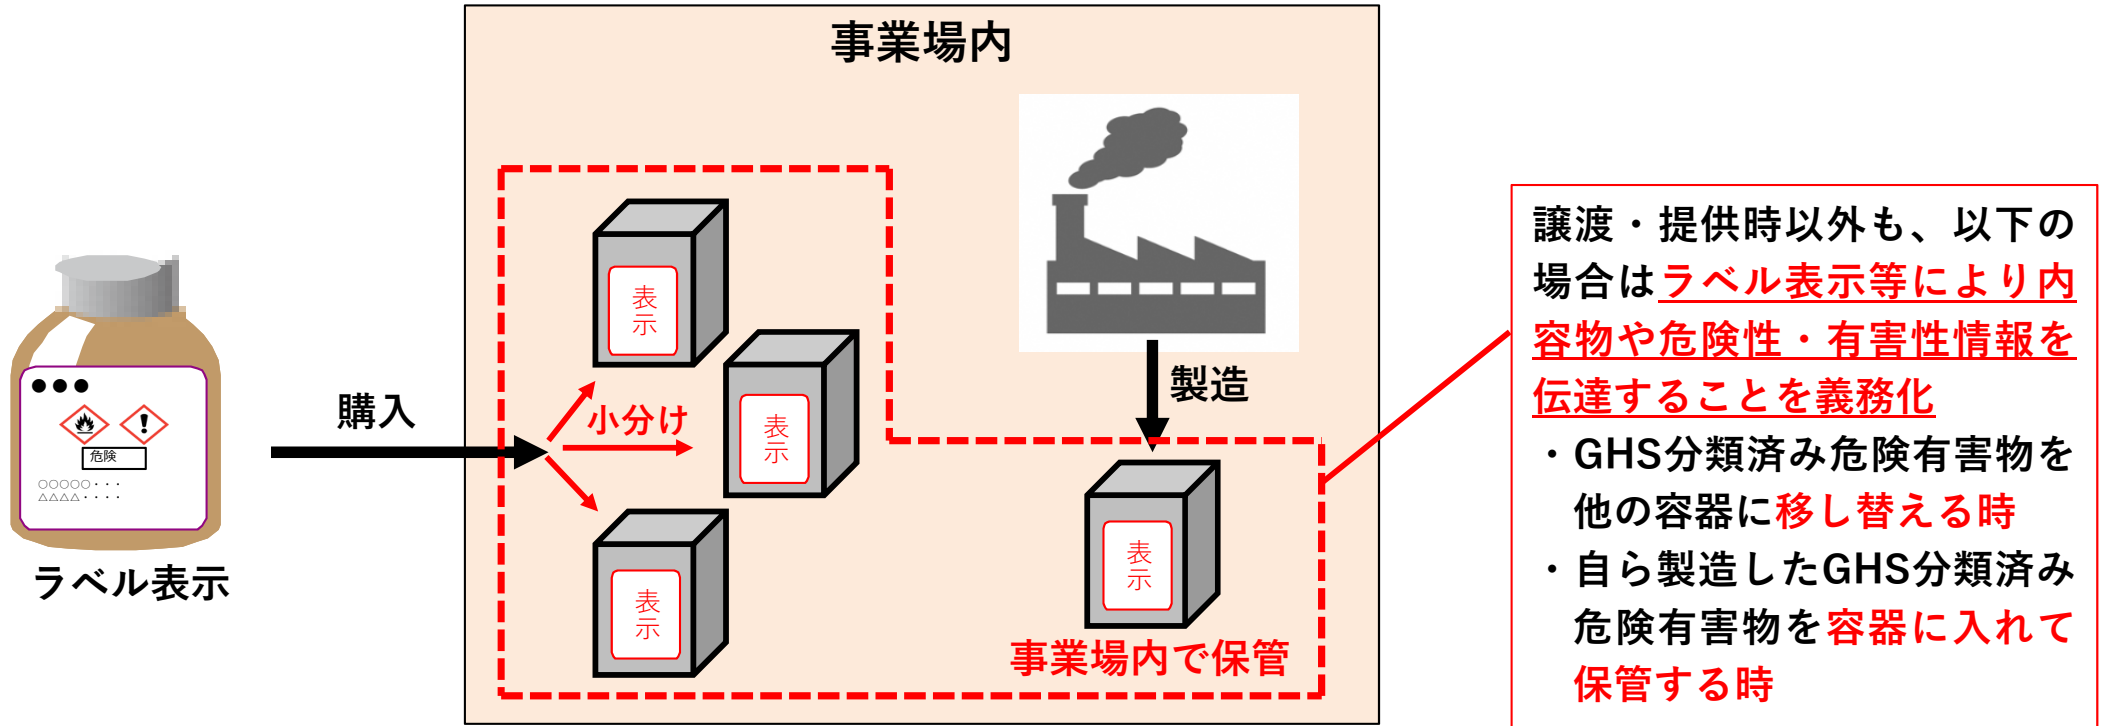 事業場内
●●●
危険
○○○○○・・・
△△△△・・・・
ラベル表示
購入
小分け
表示
表示
表示
製造
表示
事業場内で保管
譲渡・提供時以外も、以下の
場合はラベル表示等により内
容物や危険性・有害性情報を
伝達することを義務化
・GHS分類済み危険有害物を
他の容器に移し替える時
・自ら製造したGHS分類済み
危険有害物を容器に入れて
保管する時